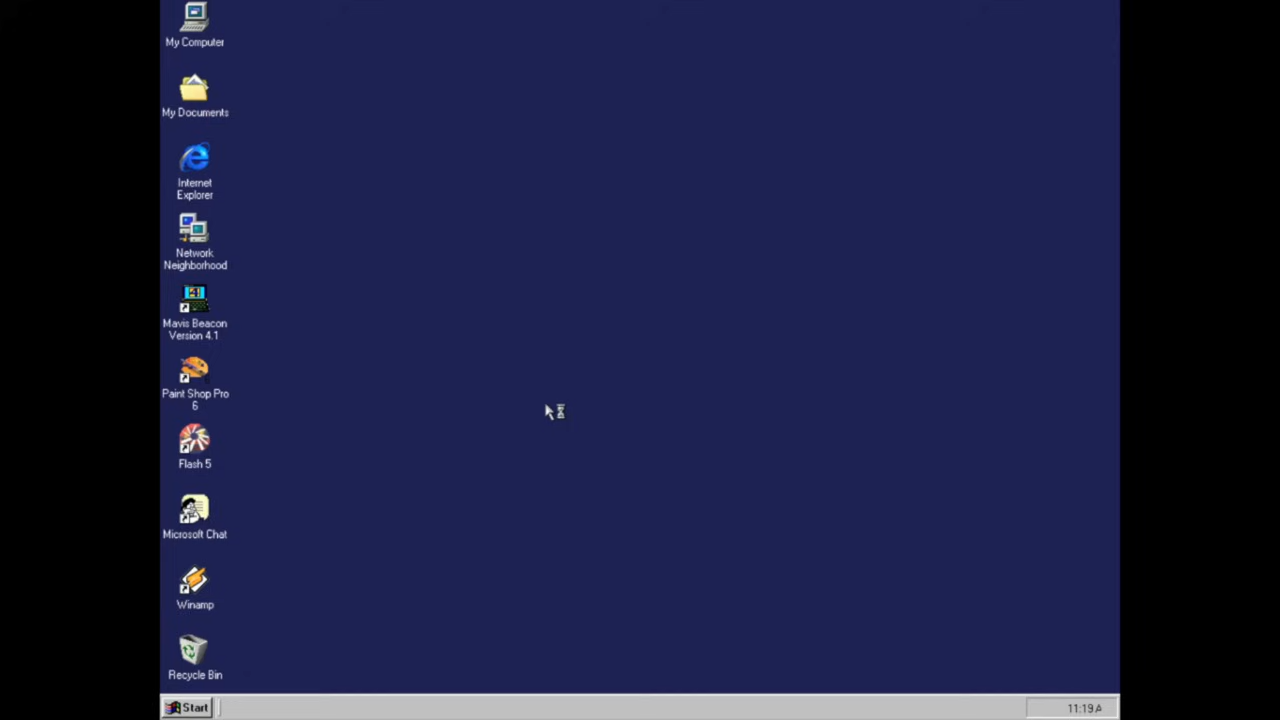 My Computer
My Documents
Internet
Explorer
Network
Neighborhood
Mavis Beacon
Version 4.1
Paint Shop Pro
6
Flash 5
Microsoft Chat
Winamp
Recycle Bin
Start
11:19 A